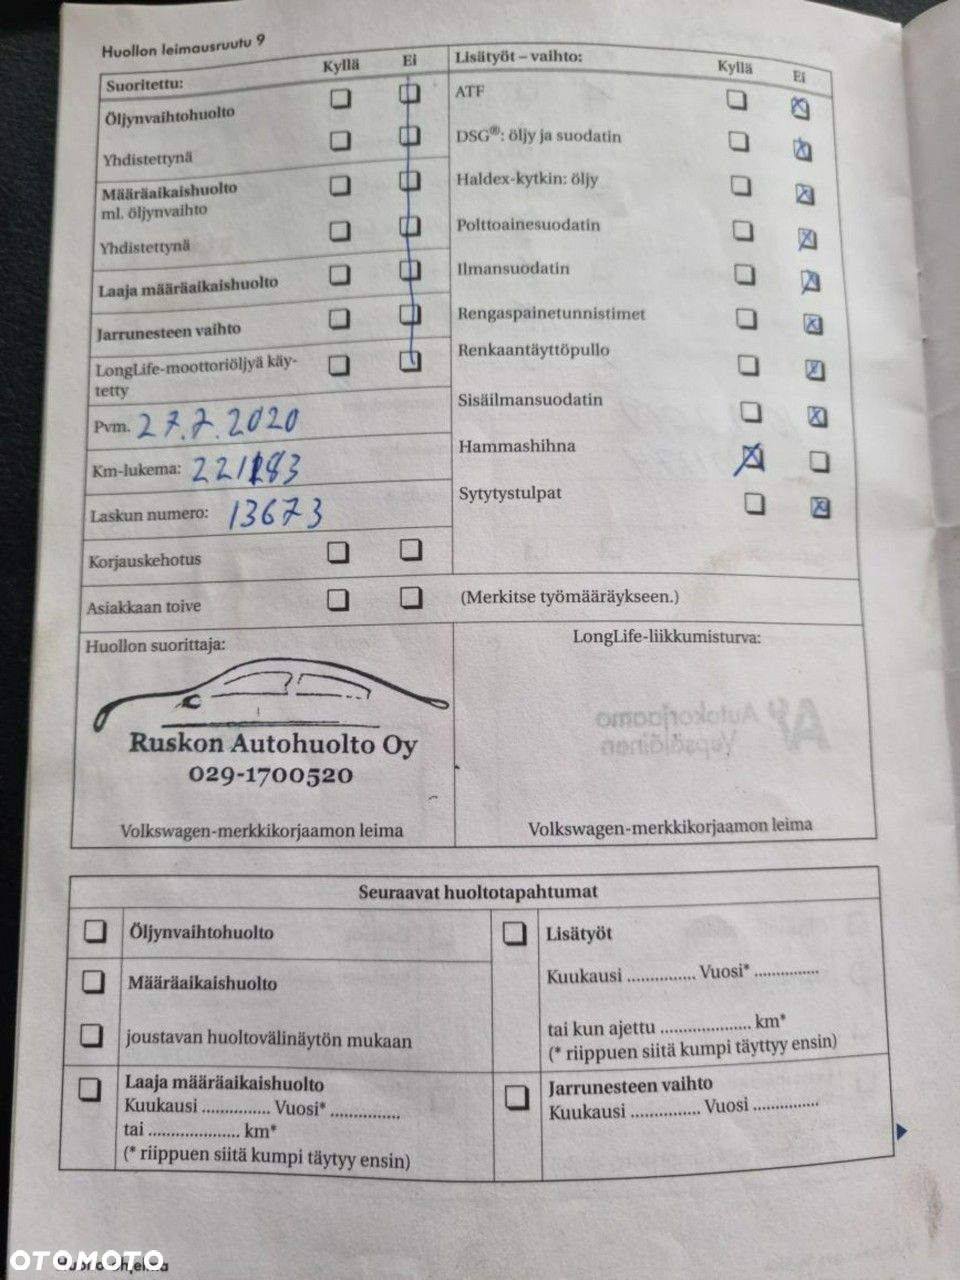 Huollon leimausruutu 9
Suoritettu: Kyllä Ei
Öljynvaihtohuolto
Yhdistettynä
Määräaikaishuolto
ml. öljynvaihto
Yhdistettynä
Laaja määräaikaishuolto
Jarrunesteen vaihto
LongLife-moottoriöljyä käy-
tetty
Pvm. 27.7.2020
Km-lukema: 221183
Laskun numero: 13673
Korjauskehotus
Asiakkaan toive
Lisätyöt – vaihto: Kyllä Ei
ATF
DSG®: öljy ja suodatin
Haldex-kytkin: öljy
Polttoainesuodatin
Ilmansuodatin
Rengaspainetunnistimet
Renkaantäyttöpullo
Sisäilmansuodatin
Hammashihna
Sytytystulpat
(Merkitse työmääräykseen.)
Huollon suorittaja:
Ruskon Autohuolto Oy
029-1700520
Volkswagen-merkkikorjaamon leima
LongLife-liikkumisturva:
Volkswagen-merkkikorjaamon leima
Seuraavat huoltotapahtumat
Öljynvaihtohuolto
Määräaikaishuolto
joustavan huoltovälinäytön mukaan
Laaja määräaikaishuolto
Kuukausi ............... Vuosi* ...............
tai .................... km*
(* riippuen siitä kumpi täytyy ensin)
Lisätyöt
Kuukausi ............... Vuosi* ...............
tai kun ajettu .................... km*
(* riippuen siitä kumpi täyttyy ensin)
Jarrunesteen vaihto
Kuukausi ............... Vuosi ...............
OTOMOTO